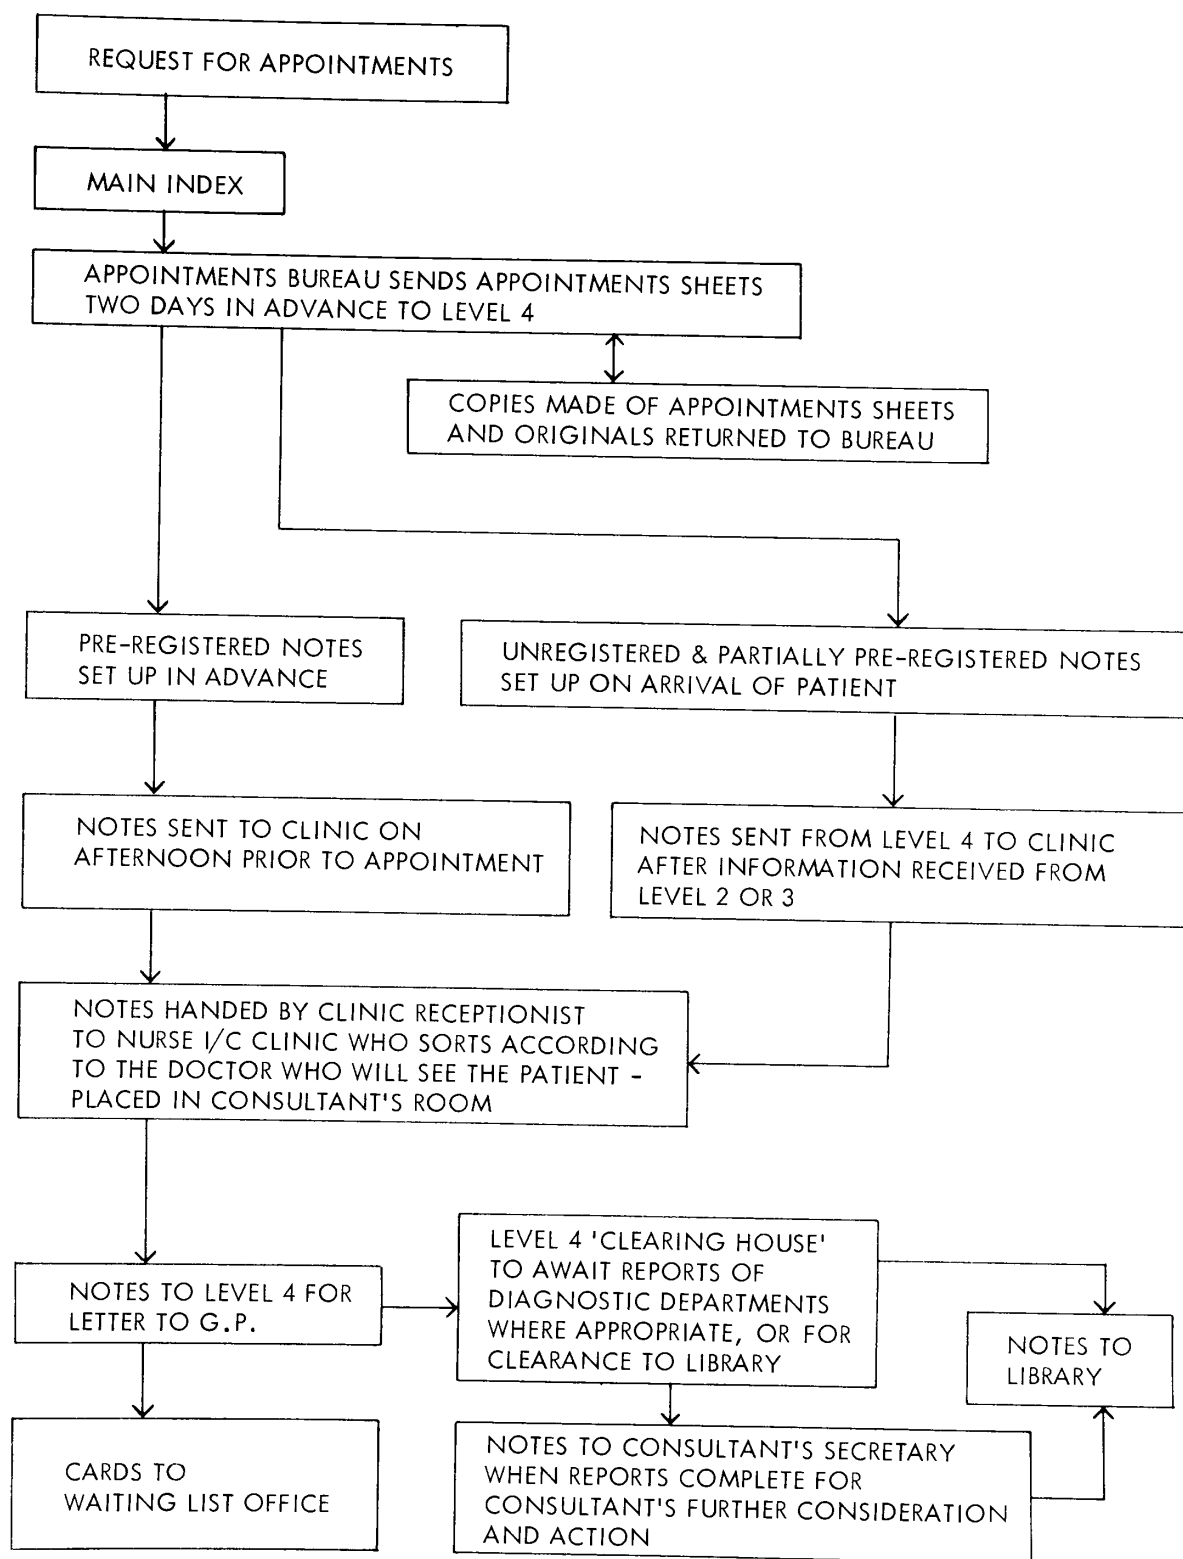 REQUEST FOR APPOINTMENTS
MAIN INDEX
APPOINTMENTS BUREAU SENDS APPOINTMENTS SHEETS
TWO DAYS IN ADVANCE TO LEVEL 4
COPIES MADE OF APPOINTMENTS SHEETS
AND ORIGINALS RETURNED TO BUREAU
PRE-REGISTERED NOTES
SET UP IN ADVANCE
UNREGISTERED & PARTIALLY PRE-REGISTERED NOTES
SET UP ON ARRIVAL OF PATIENT
NOTES SENT TO CLINIC ON
AFTERNOON PRIOR TO APPOINTMENT
NOTES SENT FROM LEVEL 4 TO CLINIC
AFTER INFORMATION RECEIVED FROM
LEVEL 2 OR 3
NOTES HANDED BY CLINIC RECEPTIONIST
TO NURSE I/C CLINIC WHO SORTS ACCORDING
TO THE DOCTOR WHO WILL SEE THE PATIENT -
PLACED IN CONSULTANT'S ROOM
NOTES TO LEVEL 4 FOR
LETTER TO G.P.
LEVEL 4 'CLEARING HOUSE'
TO AWAIT REPORTS OF
DIAGNOSTIC DEPARTMENTS
WHERE APPROPRIATE, OR FOR
CLEARANCE TO LIBRARY
NOTES TO
LIBRARY
CARDS TO
WAITING LIST OFFICE
NOTES TO CONSULTANT'S SECRETARY
WHEN REPORTS COMPLETE FOR
CONSULTANT'S FURTHER CONSIDERATION
AND ACTION